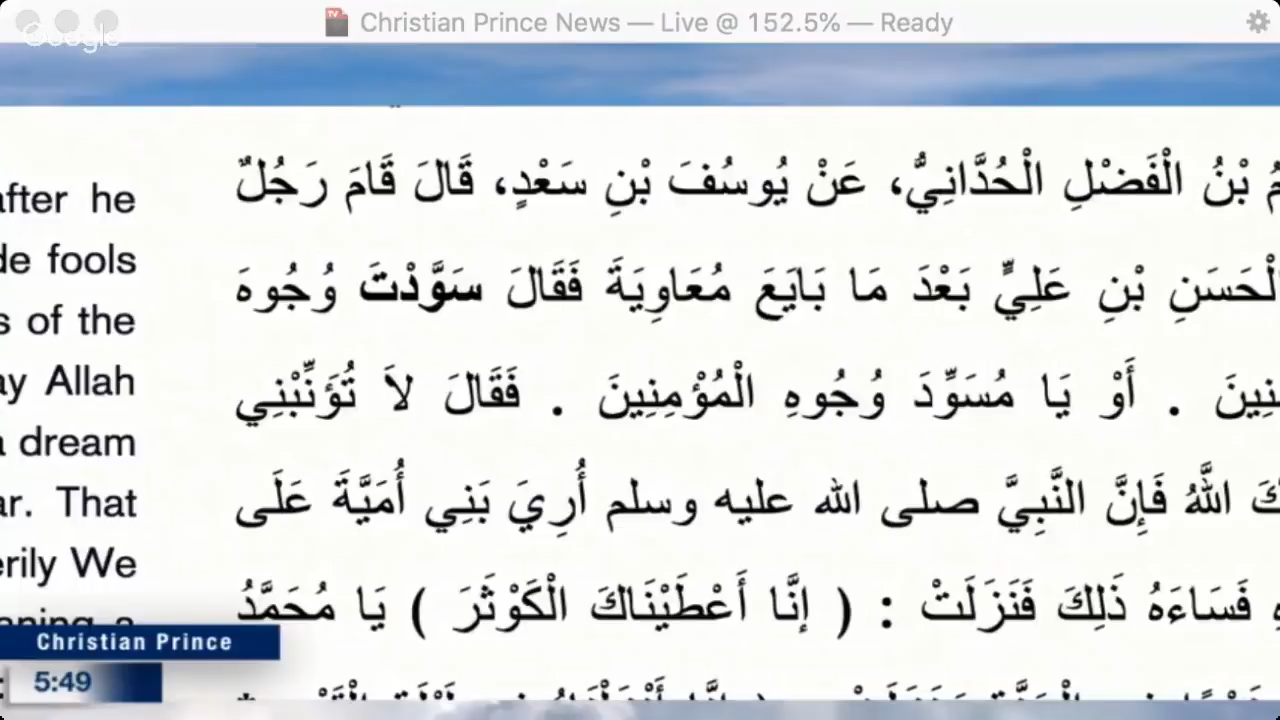 Christian Prince News — Live @ 152.5% — Ready
Google
after he
de fools
s of the
ay Allah
a dream
ar. That
erily We
مُ بْنُ الْفَضْلِ الْحُدَّانِيُّ، عَنْ يُوسُفَ بْنِ سَعْدٍ، قَالَ قَامَ رَجُلٌ
لْحَسَنِ بْنِ عَلِيٍّ بَعْدَ مَا بَايَعَ مُعَاوِيَةَ فَقَالَ سَوَّدْتَ وُجُوهَ
نِينَ . أَوْ يَا مُسَوِّدَ وُجُوهِ الْمُؤْمِنِينَ . فَقَالَ لاَ تُؤَنِّبْنِي
كَ اللَّهُ فَإِنَّ النَّبِيَّ صلى الله عليه وسلم أُرِيَ بَنِي أُمَيَّةَ عَلَى
هِ فَسَاءَهُ ذَلِكَ فَنَزَلَتْ : ( إِنَّا أَعْطَيْنَاكَ الْكَوْثَرَ ) يَا مُحَمَّدُ
Christian Prince
5:49